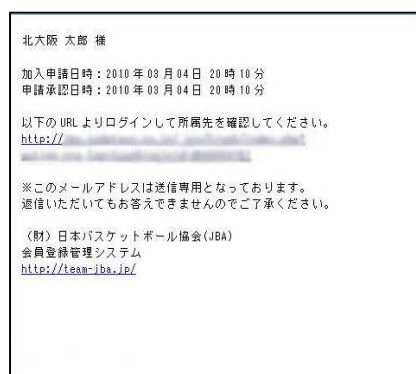 北大阪 太郎 様
加入申請日時：2010年03月04日 20時10分
申請承認日時：2010年03月04日 20時10分
以下のURLよりログインして所属先を確認してください。
http://
※このメールアドレスは送信専用となっております。
返信いただいてもお答えできませんのでご了承ください。
（財）日本バスケットボール協会(JBA)
会員登録管理システム
http://team-jba.jp/